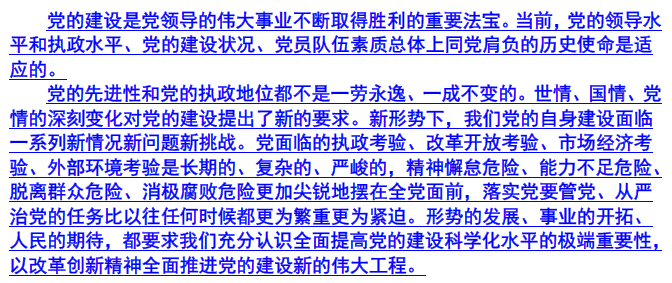 党的建设是党领导的伟大事业不断取得胜利的重要法宝。当前，党的领导水
平和执政水平、党的建设状况、党员队伍素质总体上同党肩负的历史使命是适
应的。
党的先进性和党的执政地位都不是一劳永逸、一成不变的。世情、国情、党
情的深刻变化对党的建设提出了新的要求。新形势下，我们党的自身建设面临
一系列新情况新问题新挑战。党面临的执政考验、改革开放考验、市场经济考
验、外部环境考验是长期的、复杂的、严峻的，精神懈怠危险、能力不足危险、
脱离群众危险、消极腐败危险更加尖锐地摆在全党面前，落实党要管党、从严
治党的任务比以往任何时候都更为繁重更为紧迫。形势的发展、事业的开拓、
人民的期待，都要求我们充分认识全面提高党的建设科学化水平的极端重要性，
以改革创新精神全面推进党的建设新的伟大工程。